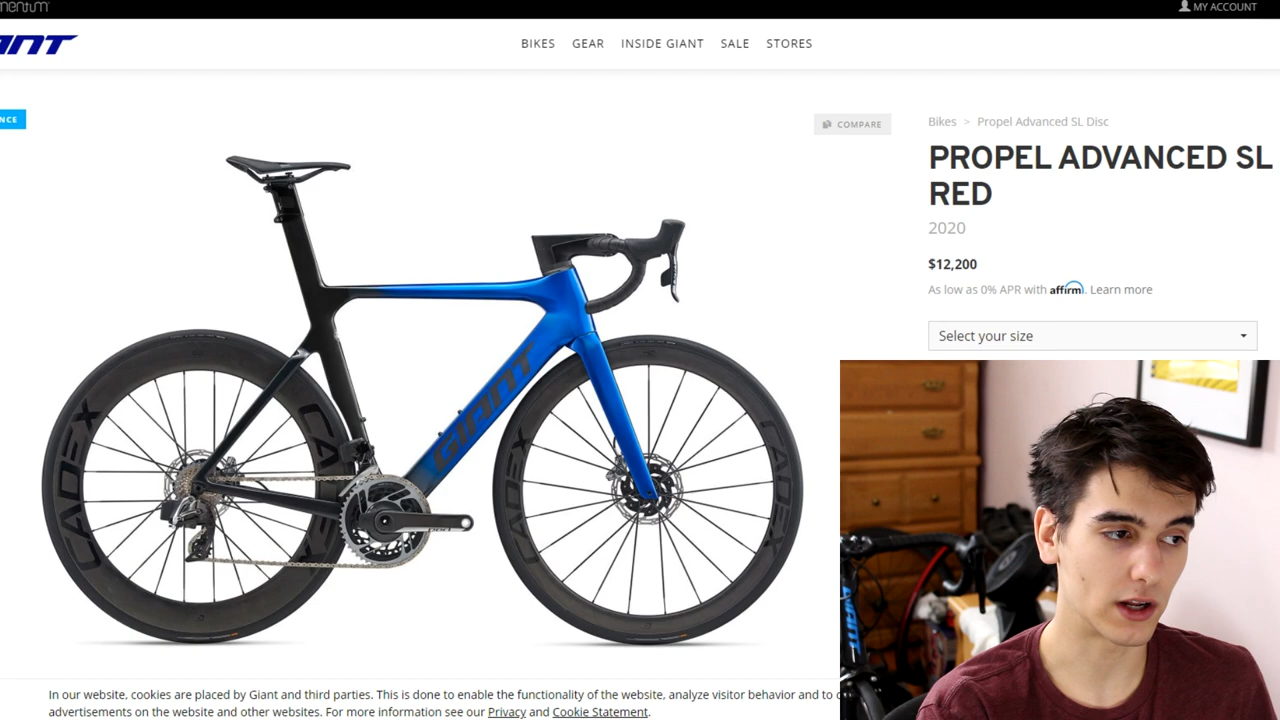 MY ACCOUNT
BIKES GEAR INSIDE GIANT SALE STORES
COMPARE
Bikes > Propel Advanced SL Disc
PROPEL ADVANCED SL
RED
2020
$12,200
As low as 0% APR with affirm. Learn more
Select your size
GIANT
CADEX
CA
CADEX
CADEX
In our website, cookies are placed by Giant and third parties. This is done to enable the functionality of the website, analyze visitor behavior and to
advertisements on the website and other websites. For more information see our Privacy and Cookie Statement.